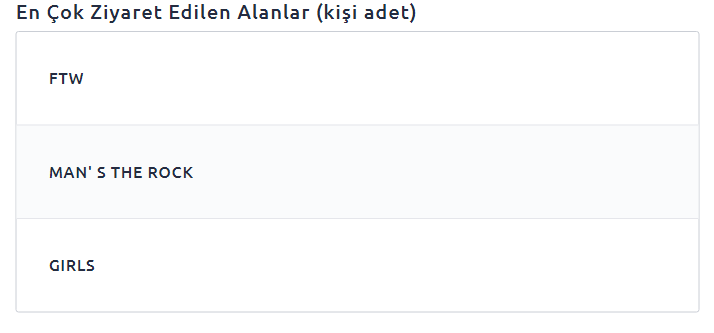 En Çok Ziyaret Edilen Alanlar (kişi adet)
FTW
MAN' S THE ROCK
GIRLS